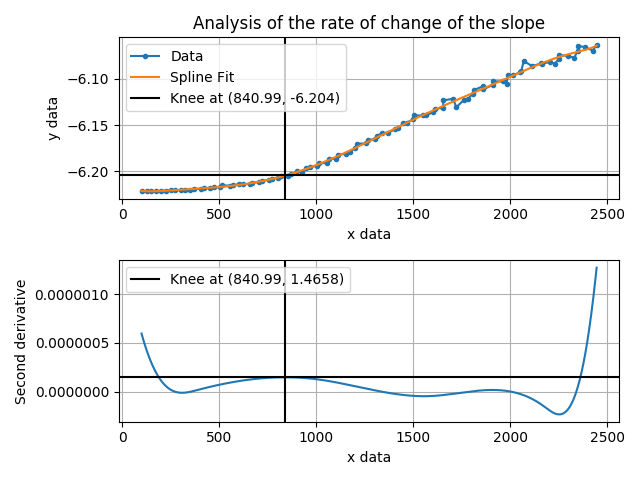 Analysis of the rate of change of the slope
Data
Spline Fit
Knee at (840.99, -6.204)
y data
−6.10
−6.15
−6.20
0 500 1000 1500 2000 2500
x data
Knee at (840.99, 1.4658)
Second derivative
0.0000010
0.0000005
0.0000000
0 500 1000 1500 2000 2500
x data